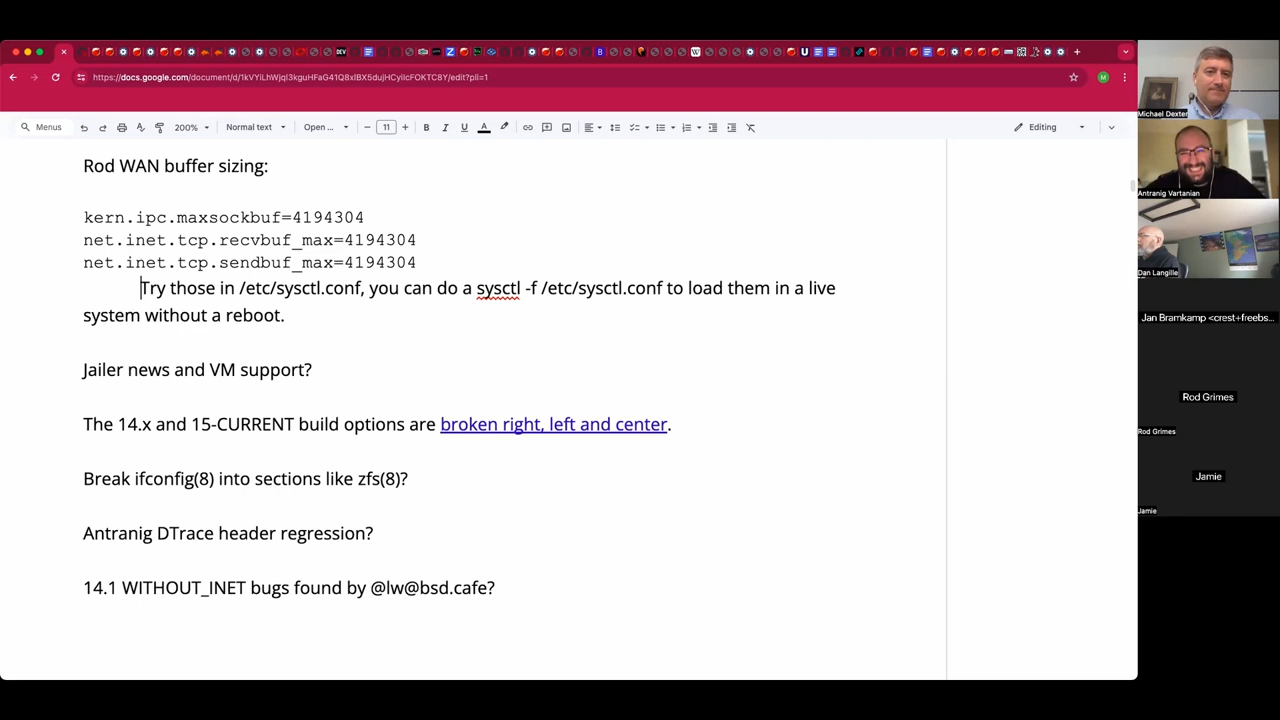 https://docs.google.com/document/d/1kVYiLhWjqI3kguHFaG41Q8xlBX5dujHCyiIcFOKTC8Y/edit?pli=1
M
Menus
200%
Normal text
Open ...
11
Editing
Rod WAN buffer sizing:
kern.ipc.maxsockbuf=4194304
net.inet.tcp.recvbuf_max=4194304
net.inet.tcp.sendbuf_max=4194304
Try those in /etc/sysctl.conf, you can do a sysctl -f /etc/sysctl.conf to load them in a live
system without a reboot.
Jailer news and VM support?
The 14.x and 15-CURRENT build options are broken right, left and center.
Break ifconfig(8) into sections like zfs(8)?
Antranig DTrace header regression?
14.1 WITHOUT_INET bugs found by @lw@bsd.cafe?
Michael Dexter
Antranig Vartanian
Dan Langille
Jan Bramkamp <crest+freebs...
Rod Grimes
Rod Grimes
Jamie
Jamie